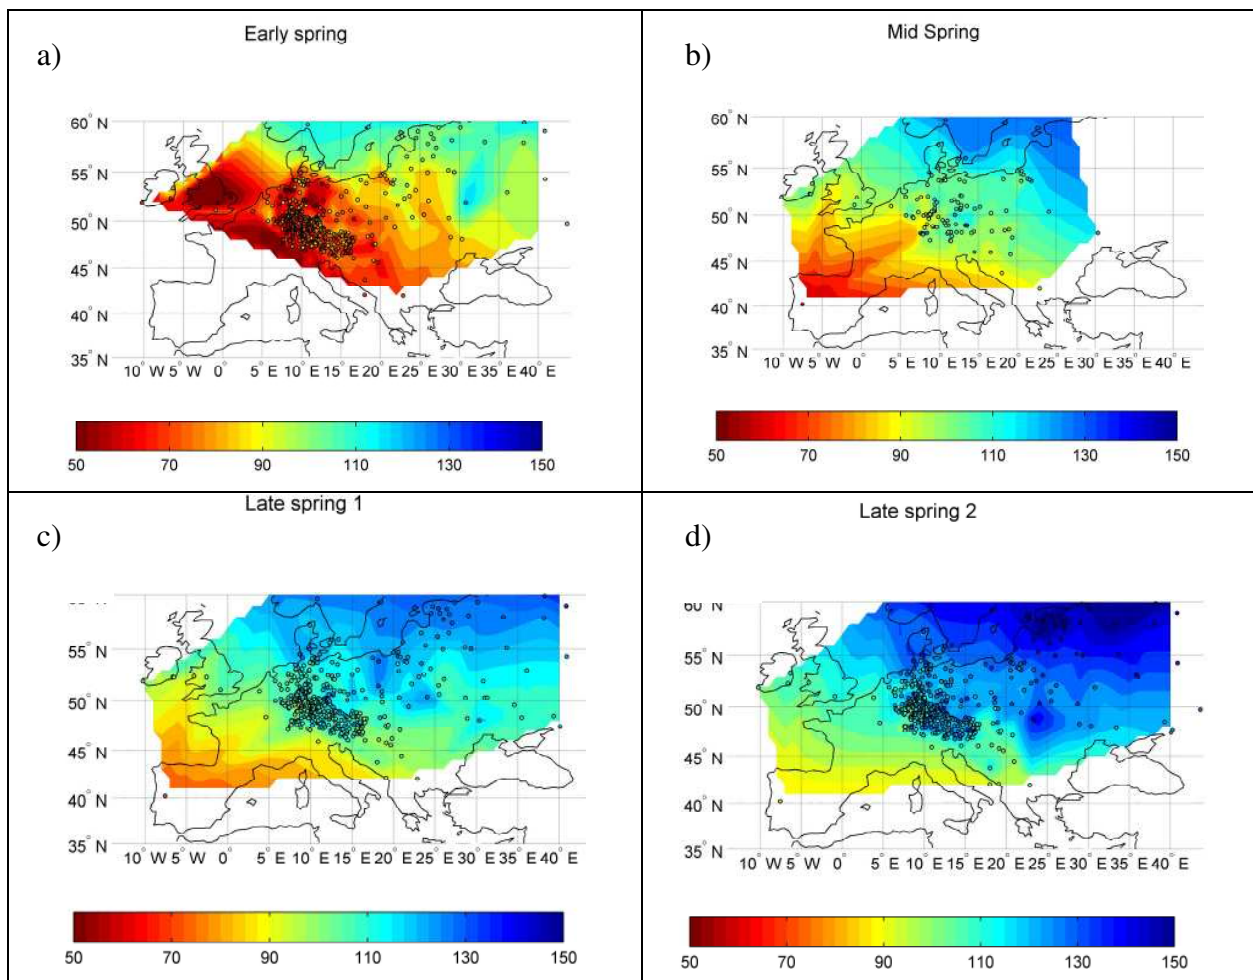 Early spring
a)
60° N
55° N
50° N
45° N
40° N
35° N
10° W 5° W 0° 5° E 10° E 15° E 20° E 25° E 30° E 35° E 40° E
50 70 90 110 130 150
Mid Spring
b)
60° N
55° N
50° N
45° N
40° N
35° N
10° W 5° W 0° 5° E 10° E 15° E 20° E 25° E 30° E 35° E 40° E
50 70 90 110 130 150
Late spring 1
c)
55° N
50° N
45° N
40° N
35° N
10° W 5° W 0° 5° E 10° E 15° E 20° E 25° E 30° E 35° E 40° E
50 70 90 110 130 150
Late spring 2
d)
60° N
55° N
50° N
45° N
40° N
35° N
10° W 5° W 0° 5° E 10° E 15° E 20° E 25° E 30° E 35° E 40° E
50 70 90 110 130 150